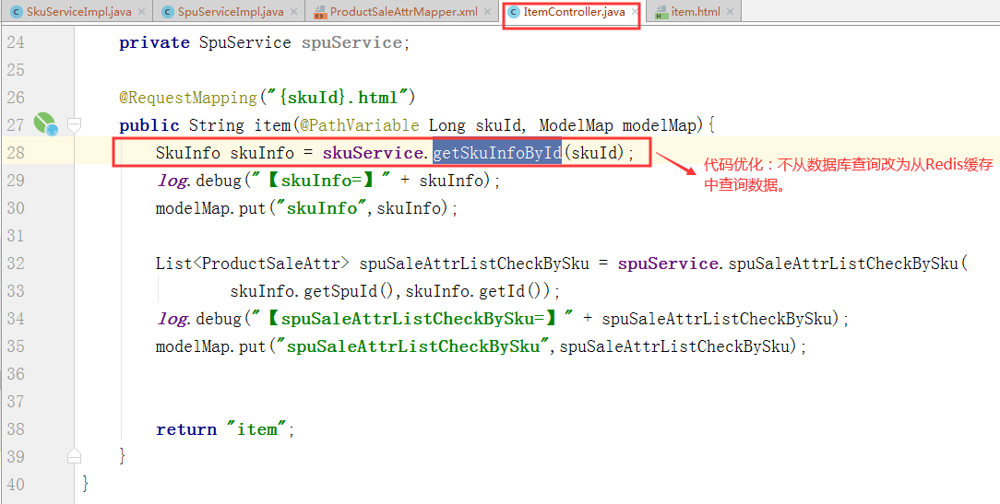 SkuServiceImpl.java × SpuServiceImpl.java × ProductSaleAttrMapper.xml × ItemController.java × item.html ×
24 private SpuService spuService;
25
26 @RequestMapping("{skuId}.html")
27 public String item(@PathVariable Long skuId, ModelMap modelMap){
28 SkuInfo skuInfo = skuService.getSkuInfoById(skuId);
代码优化：不从数据库查询改为从Redis缓存
中查询数据。
29 log.debug("【skuInfo=】" + skuInfo);
30 modelMap.put("skuInfo",skuInfo);
31
32 List<ProductSaleAttr> spuSaleAttrListCheckBySku = spuService.spuSaleAttrListCheckBySku(
33 skuInfo.getSpuId(),skuInfo.getId());
34 log.debug("【spuSaleAttrListCheckBySku=】" + spuSaleAttrListCheckBySku);
35 modelMap.put("spuSaleAttrListCheckBySku",spuSaleAttrListCheckBySku);
36
37
38 return "item";
39 }
40 }